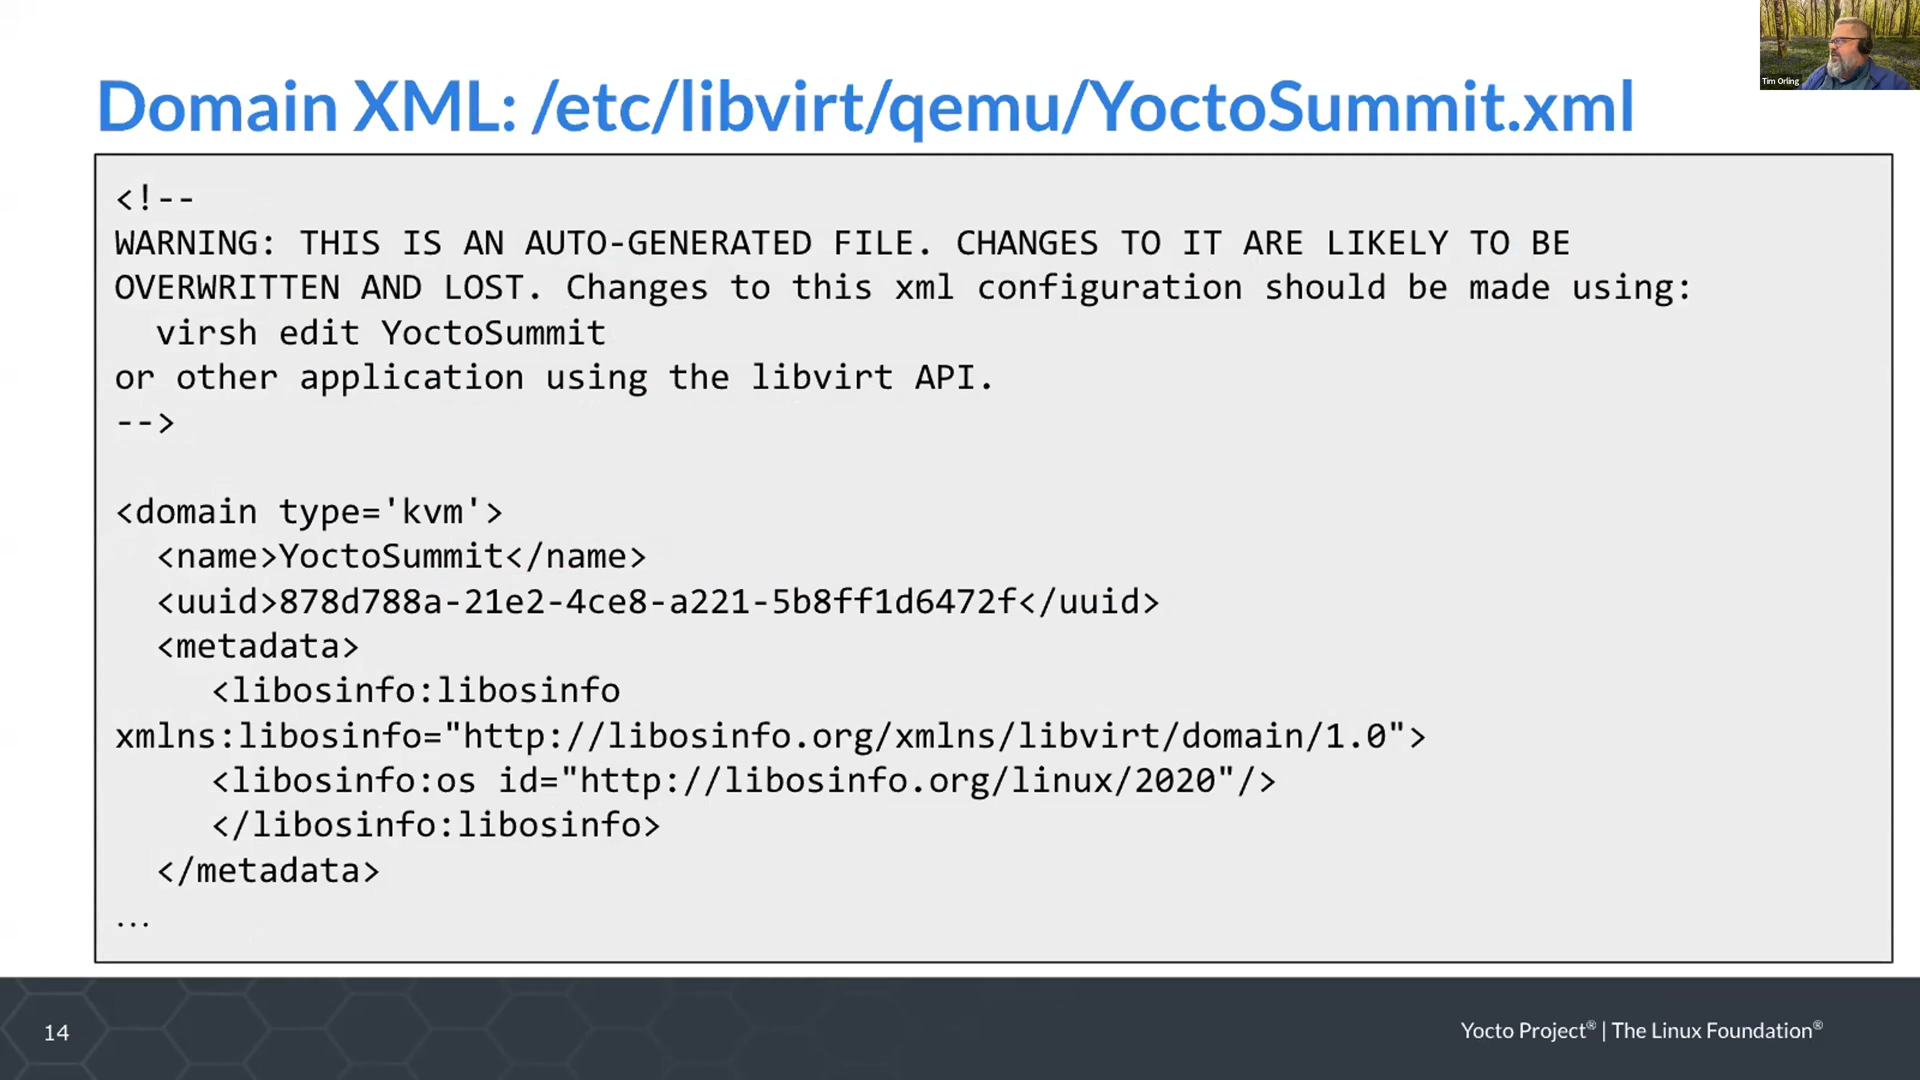 Tim Orling
Domain XML: /etc/libvirt/qemu/YoctoSummit.xml
<!--
WARNING: THIS IS AN AUTO-GENERATED FILE. CHANGES TO IT ARE LIKELY TO BE
OVERWRITTEN AND LOST. Changes to this xml configuration should be made using:
  virsh edit YoctoSummit
or other application using the libvirt API.
-->
<domain type='kvm'>
  <name>YoctoSummit</name>
  <uuid>878d788a-21e2-4ce8-a221-5b8ff1d6472f</uuid>
  <metadata>
    <libosinfo:libosinfo
xmlns:libosinfo="http://libosinfo.org/xmlns/libvirt/domain/1.0">
    <libosinfo:os id="http://libosinfo.org/linux/2020"/>
    </libosinfo:libosinfo>
  </metadata>
...
14
Yocto Project® | The Linux Foundation®